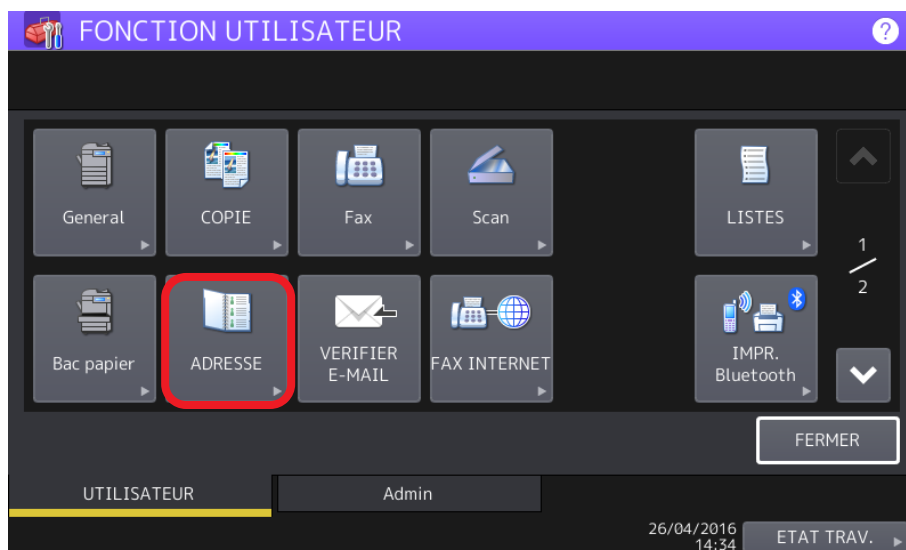 FONCTION UTILISATEUR
?
General
COPIE
Fax
Scan
LISTES
1
2
Bac papier
ADRESSE
VERIFIER
E-MAIL
FAX INTERNET
IMPR.
Bluetooth
FERMER
UTILISATEUR
Admin
26/04/2016
14:34
ETAT TRAV.